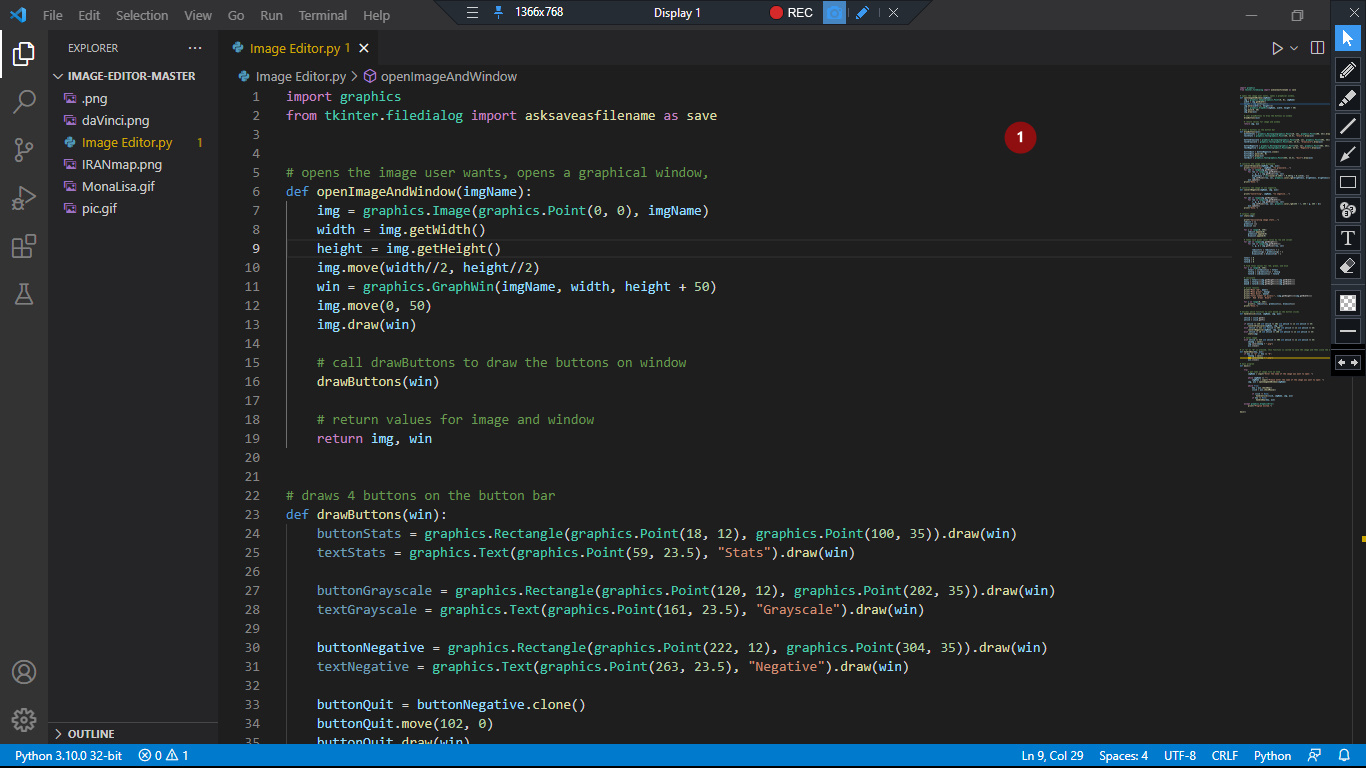 File Edit Selection View Go Run Terminal Help
1366x768 Display 1 REC
EXPLORER
IMAGE-EDITOR-MASTER
.png
daVinci.png
Image Editor.py 1
IRANmap.png
MonaLisa.gif
pic.gif
OUTLINE
Image Editor.py 1
Image Editor.py > openImageAndWindow
1 import graphics
2 from tkinter.filedialog import asksaveasfilename as save
3
4
5 # opens the image user wants, opens a graphical window,
6 def openImageAndWindow(imgName):
7 img = graphics.Image(graphics.Point(0, 0), imgName)
8 width = img.getWidth()
9 height = img.getHeight()
10 img.move(width//2, height//2)
11 win = graphics.GraphWin(imgName, width, height + 50)
12 img.move(0, 50)
13 img.draw(win)
14
15 # call drawButtons to draw the buttons on window
16 drawButtons(win)
17
18 # return values for image and window
19 return img, win
20
21
22 # draws 4 buttons on the button bar
23 def drawButtons(win):
24 buttonStats = graphics.Rectangle(graphics.Point(18, 12), graphics.Point(100, 35)).draw(win)
25 textStats = graphics.Text(graphics.Point(59, 23.5), "Stats").draw(win)
26
27 buttonGrayscale = graphics.Rectangle(graphics.Point(120, 12), graphics.Point(202, 35)).draw(win)
28 textGrayscale = graphics.Text(graphics.Point(161, 23.5), "Grayscale").draw(win)
29
30 buttonNegative = graphics.Rectangle(graphics.Point(222, 12), graphics.Point(304, 35)).draw(win)
31 textNegative = graphics.Text(graphics.Point(263, 23.5), "Negative").draw(win)
32
33 buttonQuit = buttonNegative.clone()
34 buttonQuit.move(102, 0)
35 buttonQuit.draw(win)
1
T
Python 3.10.0 32-bit 0 1 Ln 9, Col 29 Spaces: 4 UTF-8 CRLF Python